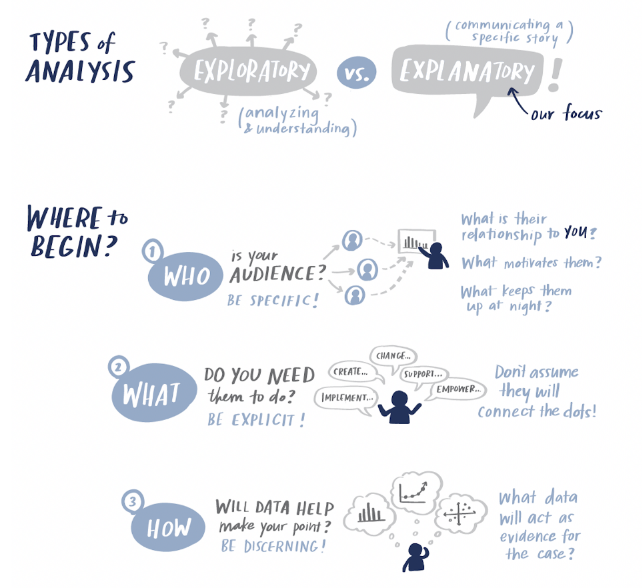 TYPES of
ANALYSIS
? ? ? ?
?
EXPLORATORY
? ? ?
(analyzing
& understanding)
vs.
(communicating a
specific story)
EXPLANATORY!
our focus
WHERE to
BEGIN?
1
WHO
is your
AUDIENCE?
BE SPECIFIC!
What is their
relationship to YOU?
What motivates them?
What keeps them
up at night?
2
WHAT
DO YOU NEED
them to do?
BE EXPLICIT!
CHANGE...
CREATE...
SUPPORT...
IMPLEMENT...
EMPOWER...
Don't assume
they will
connect the dots!
3
HOW
WILL DATA HELP
make your point?
BE DISCERNING!
What data
will act as
evidence for
the case?